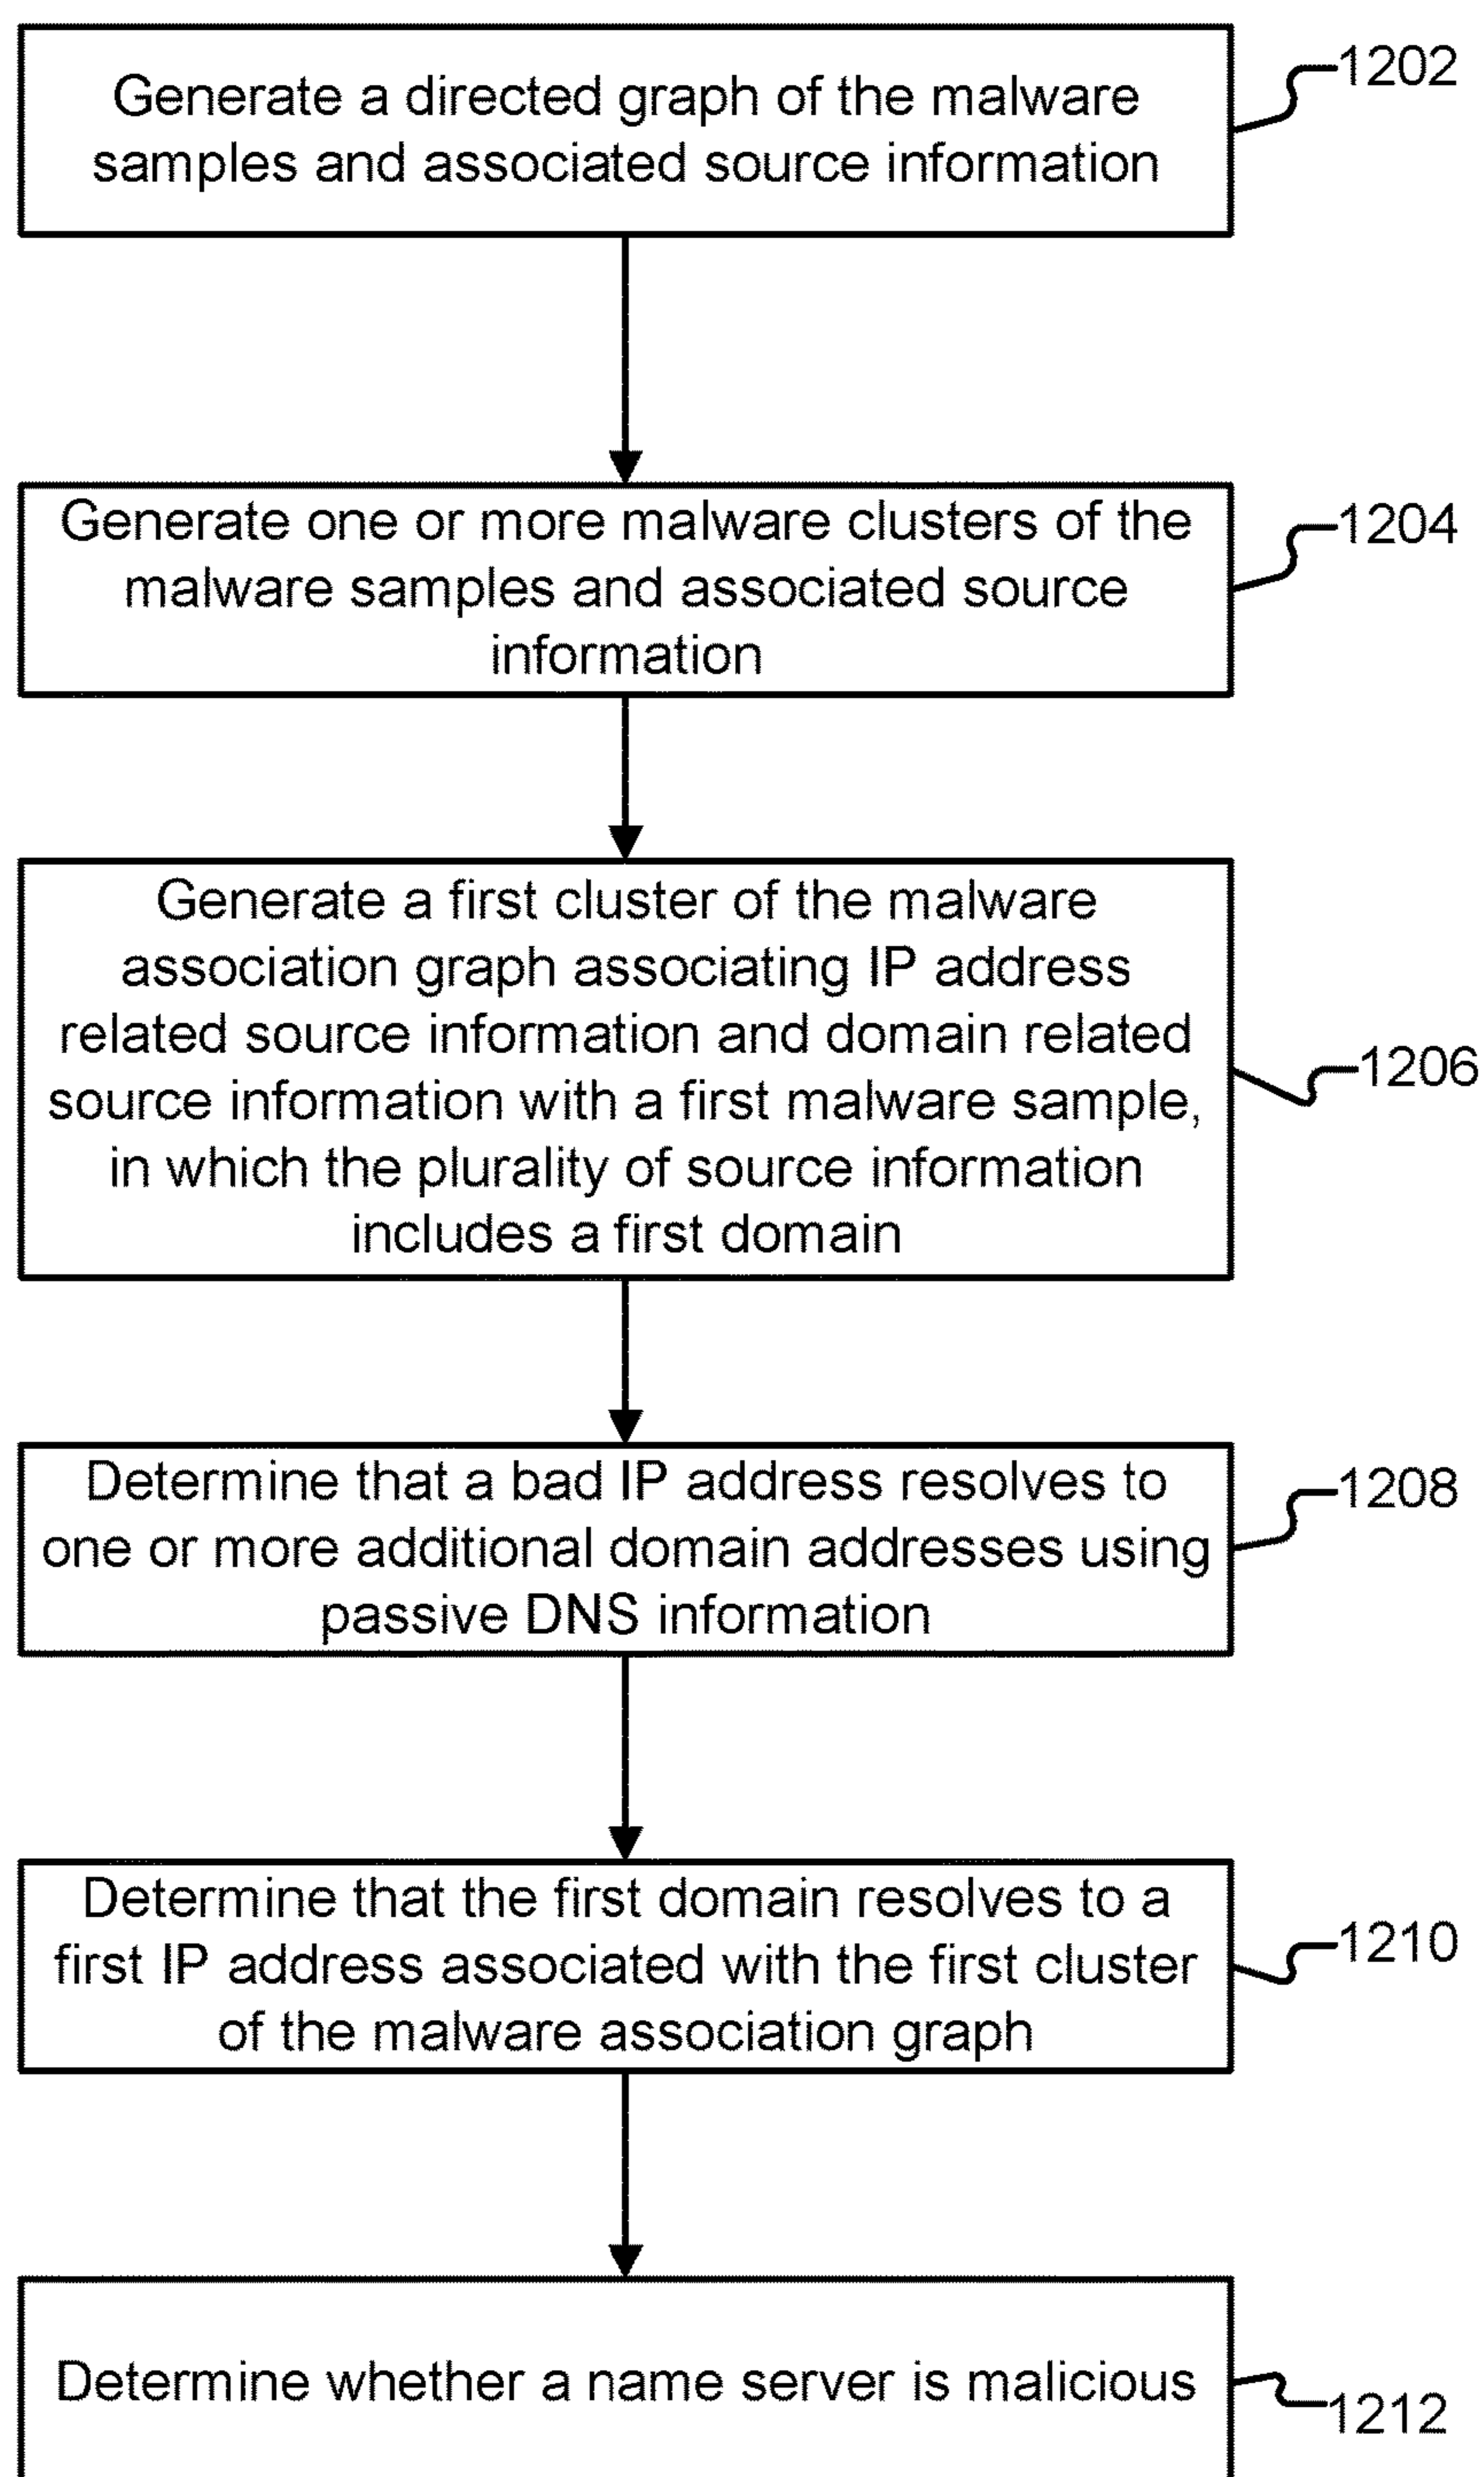 Generate a directed graph of the malware
samples and associated source information
1202
Generate one or more malware clusters of the
malware samples and associated source
information
1204
Generate a first cluster of the malware
association graph associating IP address
related source information and domain related
source information with a first malware sample,
in which the plurality of source information
includes a first domain
1206
Determine that a bad IP address resolves to
one or more additional domain addresses using
passive DNS information
1208
Determine that the first domain resolves to a
first IP address associated with the first cluster
of the malware association graph
1210
Determine whether a name server is malicious
1212